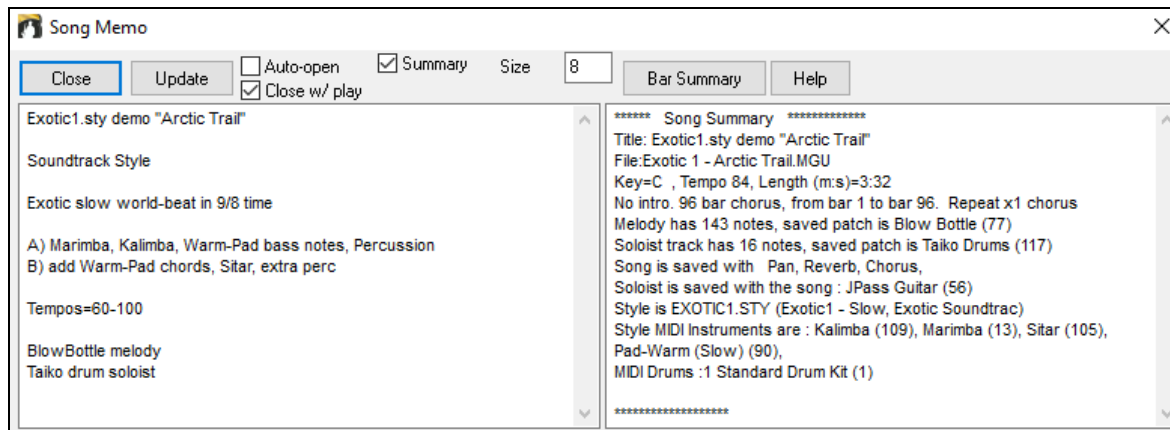 Song Memo
Close
Update
Auto-open
Close w/ play
Summary
Size
8
Bar Summary
Help
Exotic1.sty demo "Arctic Trail"
Soundtrack Style
Exotic slow world-beat in 9/8 time
A) Marimba, Kalimba, Warm-Pad bass notes, Percussion
B) add Warm-Pad chords, Sitar, extra perc
Tempos=60-100
BlowBottle melody
Taiko drum soloist
****** Song Summary *************
Title: Exotic1.sty demo "Arctic Trail"
File:Exotic 1 - Arctic Trail.MGU
Key=C , Tempo 84, Length (m:s)=3:32
No intro. 96 bar chorus, from bar 1 to bar 96. Repeat x1 chorus
Melody has 143 notes, saved patch is Blow Bottle (77)
Soloist track has 16 notes, saved patch is Taiko Drums (117)
Song is saved with Pan, Reverb, Chorus,
Soloist is saved with the song : JPass Guitar (56)
Style is EXOTIC1.STY (Exotic1 - Slow, Exotic Soundtrac)
Style MIDI Instruments are : Kalimba (109), Marimba (13), Sitar (105),
Pad-Warm (Slow) (90),
MIDI Drums :1 Standard Drum Kit (1)
*******************